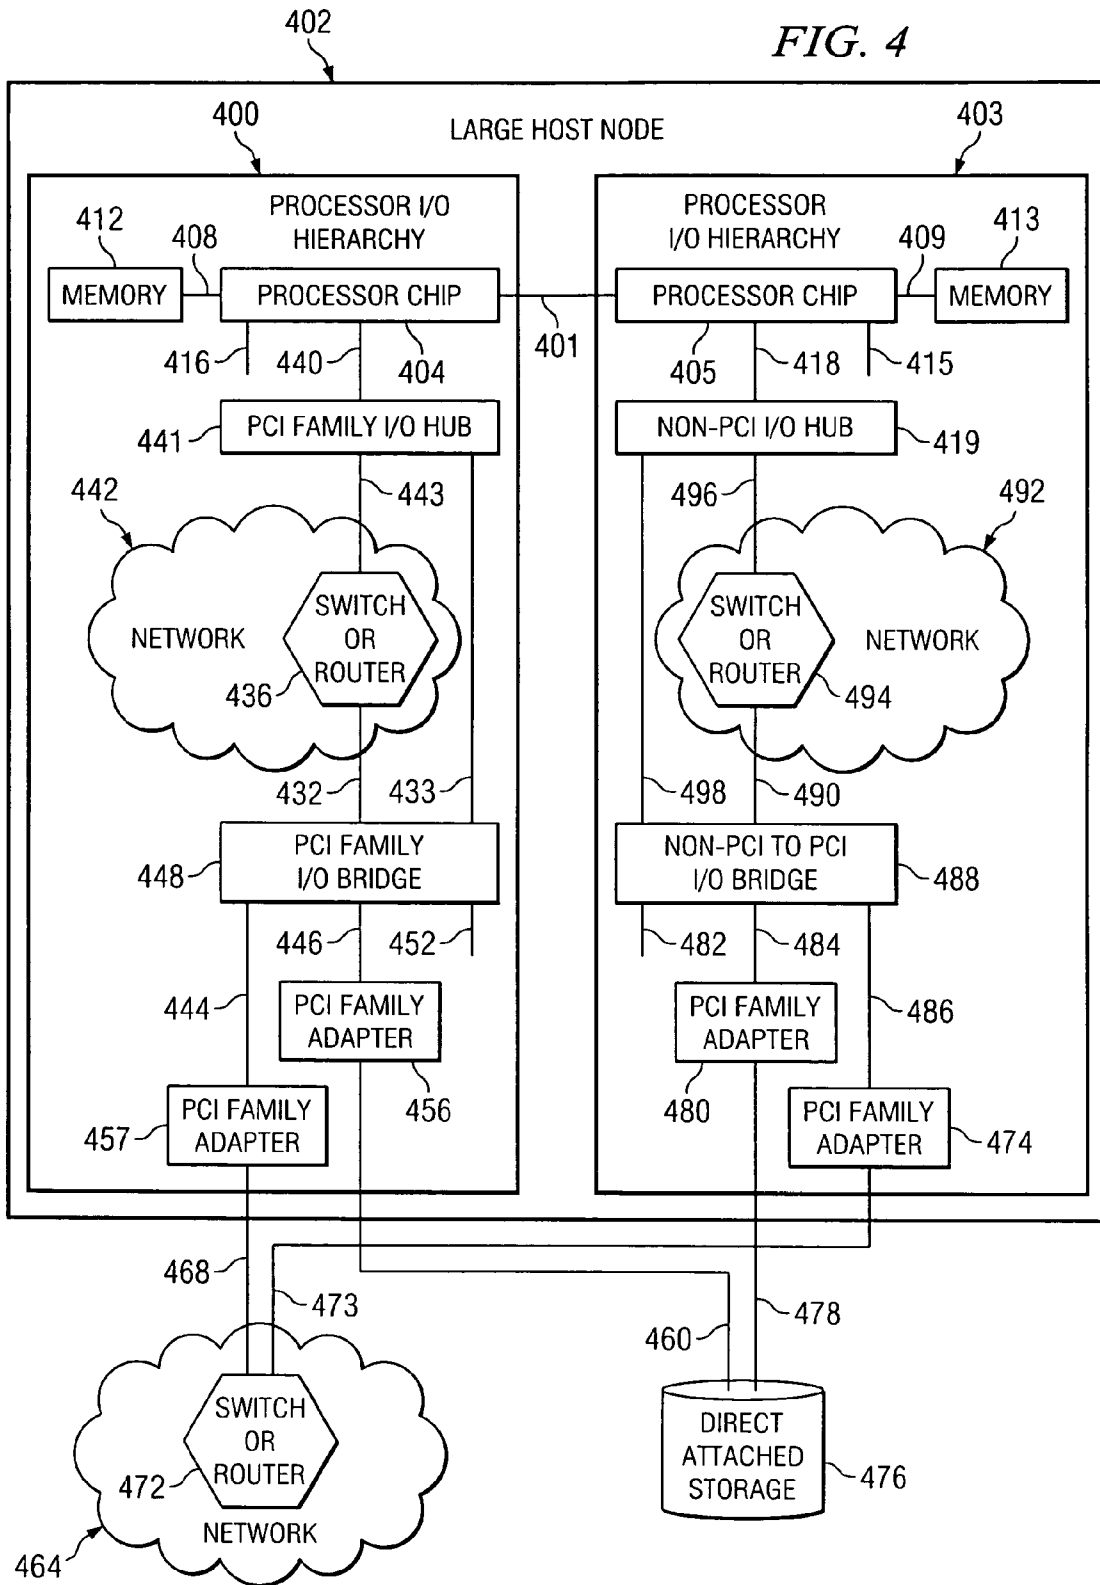 402
FIG. 4
400
LARGE HOST NODE
403
412
408
PROCESSOR I/O
HIERARCHY
PROCESSOR
I/O HIERARCHY
409
413
MEMORY
PROCESSOR CHIP
PROCESSOR CHIP
MEMORY
416
440
404
401
405
418
415
441
PCI FAMILY I/O HUB
NON-PCI I/O HUB
419
442
443
496
492
NETWORK
SWITCH
OR
ROUTER
436
SWITCH
OR
ROUTER
494
NETWORK
432
433
498
490
448
PCI FAMILY
I/O BRIDGE
NON-PCI TO PCI
I/O BRIDGE
488
446
452
482
484
444
PCI FAMILY
ADAPTER
456
PCI FAMILY
ADAPTER
480
486
457
PCI FAMILY
ADAPTER
PCI FAMILY
ADAPTER
474
468
473
460
478
SWITCH
OR
ROUTER
472
NETWORK
464
DIRECT
ATTACHED
STORAGE
476